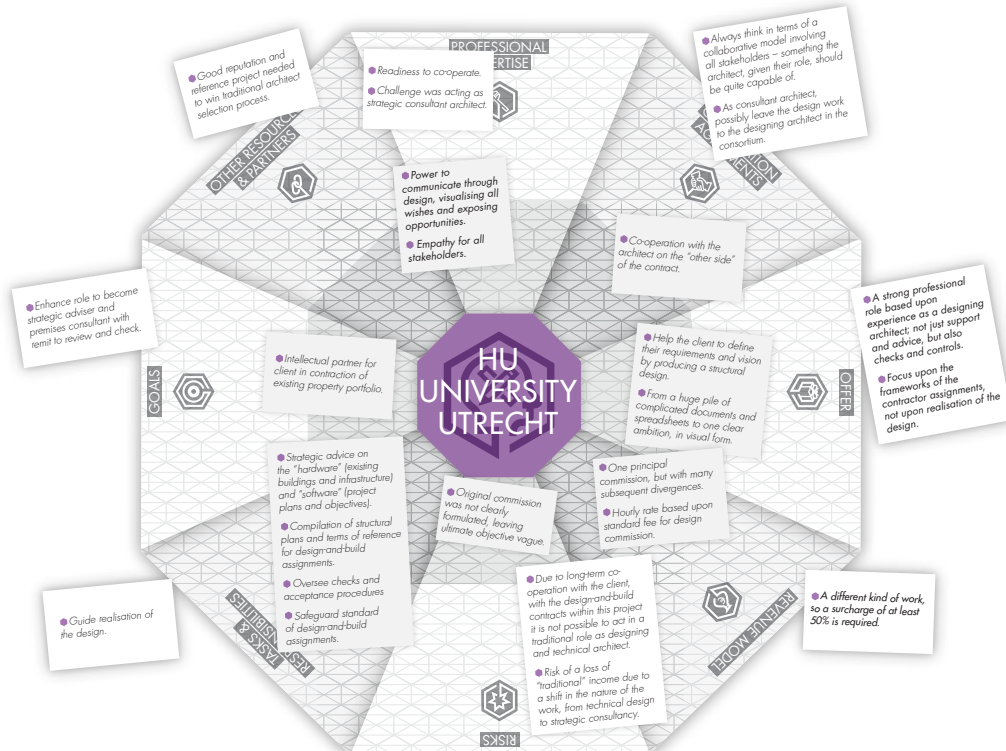 PROFESSIONAL
ERTISE
Good reputation and
reference project needed
to win traditional architect
selection process.
Readiness to co-operate.
Challenge was acting as
strategic consultant architect.
Always think in terms of a
collaborative model involving
all stakeholders – something the
architect, given their role, should
be quite capable of.
As consultant architect,
possibly leave the design work
to the designing architect in the
consortium.
OTHER RESOURC
& PARTNERS
Power to
communicate through
design, visualising all
wishes and exposing
opportunities.
Empathy for all
stakeholders.
Co-operation with the
architect on the "other side"
of the contract.
Enhance role to become
strategic adviser and
premises consultant with
remit to review and check.
GOALS
Intellectual partner for
client in contraction of
existing property portfolio.
HU
UNIVERSITY
UTRECHT
Help the client to define
their requirements and vision
by producing a structural
design.
From a huge pile of
complicated documents and
spreadsheets to one clear
ambition, in visual form.
OFFER
A strong professional
role based upon
experience as a designing
architect; not just support
and advice, but also
checks and controls.
Focus upon the
frameworks of the
contractor assignments,
not upon realisation of the
design.
Strategic advice on
the "hardware" (existing
buildings and infrastructure)
and "software" (project
plans and objectives).
Compilation of structural
plans and terms of reference
for design-and-build
assignments.
Oversee checks and
acceptance procedures
Safeguard standard
of design-and-build
assignments.
Original commission
was not clearly
formulated, leaving
ultimate objective vague.
One principal
commission, but with many
subsequent divergences.
Hourly rate based upon
standard fee for design
commission.
Due to long-term co-
operation with the client,
with the design-and-build
contracts within this project
it is not possible to act in a
traditional role as designing
and technical architect.
Risk of a loss of
"traditional" income due to
a shift in the nature of the
work, from technical design
to strategic consultancy.
Guide realisation of
the design.
TASKS &
RES
SIBILITIES
REVENUE MODEL
A different kind of work,
so a surcharge of at least
50% is required.
RISKS